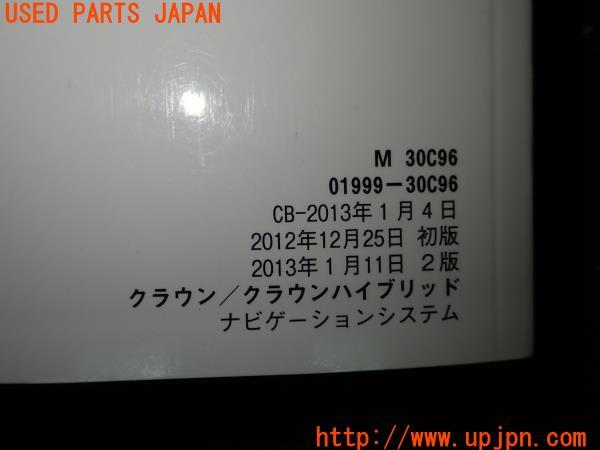 USED PARTS JAPAN
M 30C96
01999-30C96
CB-2013年1月4日
2012年12月25日 初版
2013年1月11日 2版
クラウン／クラウンハイブリッド
ナビゲーションシステム
http://www.upjpn.com